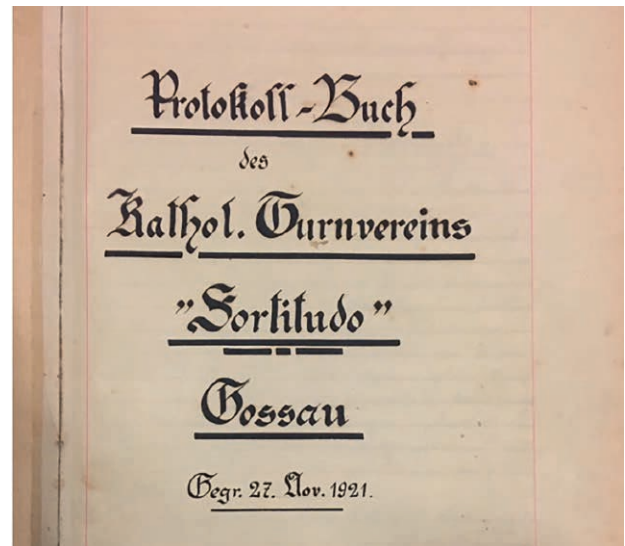 Protokoll-Buch
des
Kathol. Turnvereins
"Fortitudo"
Gossau
Gegr. 27. Nov. 1921.